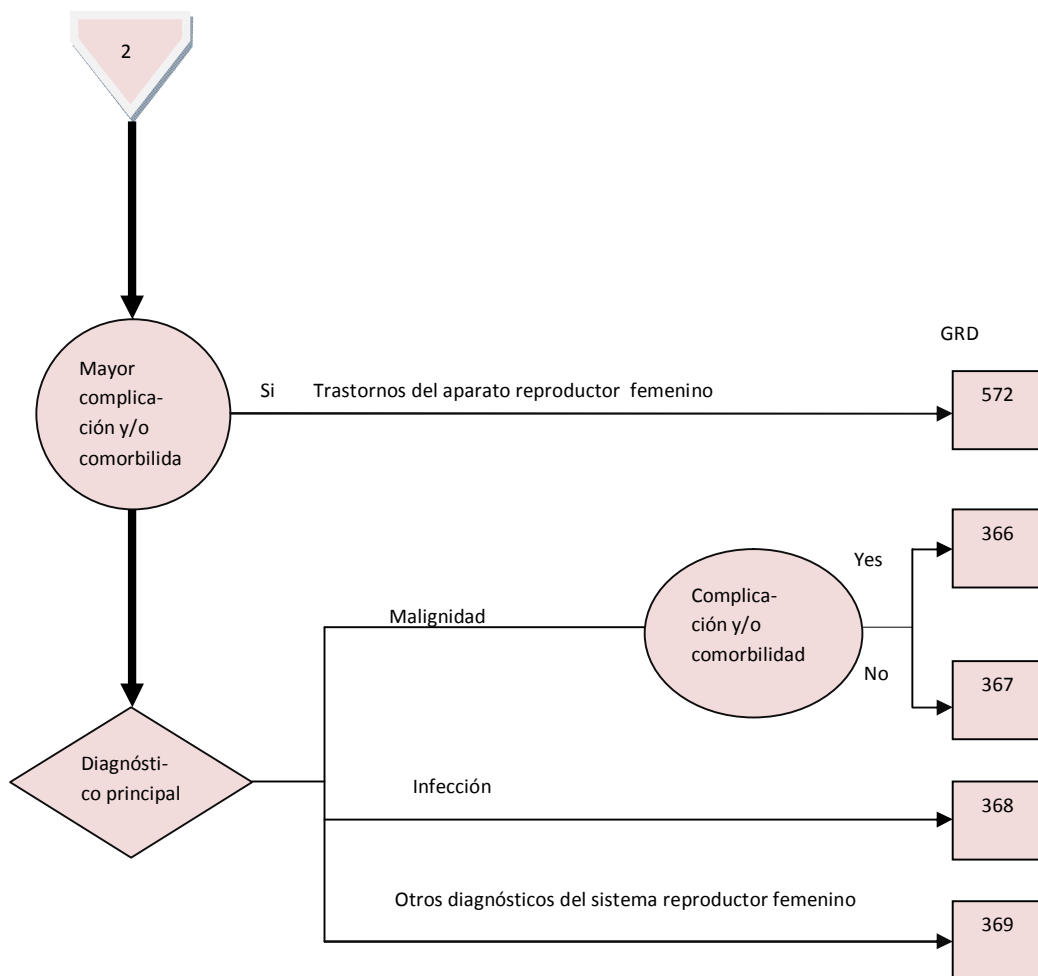 2
GRD
Mayor
complica-
ción y/o
comorbilida
Si Trastornos del aparato reproductor femenino
572
366
Yes
Complica-
ción y/o
comorbilidad
Malignidad
No
367
Diagnósti-
co principal
Infección
368
Otros diagnósticos del sistema reproductor femenino
369